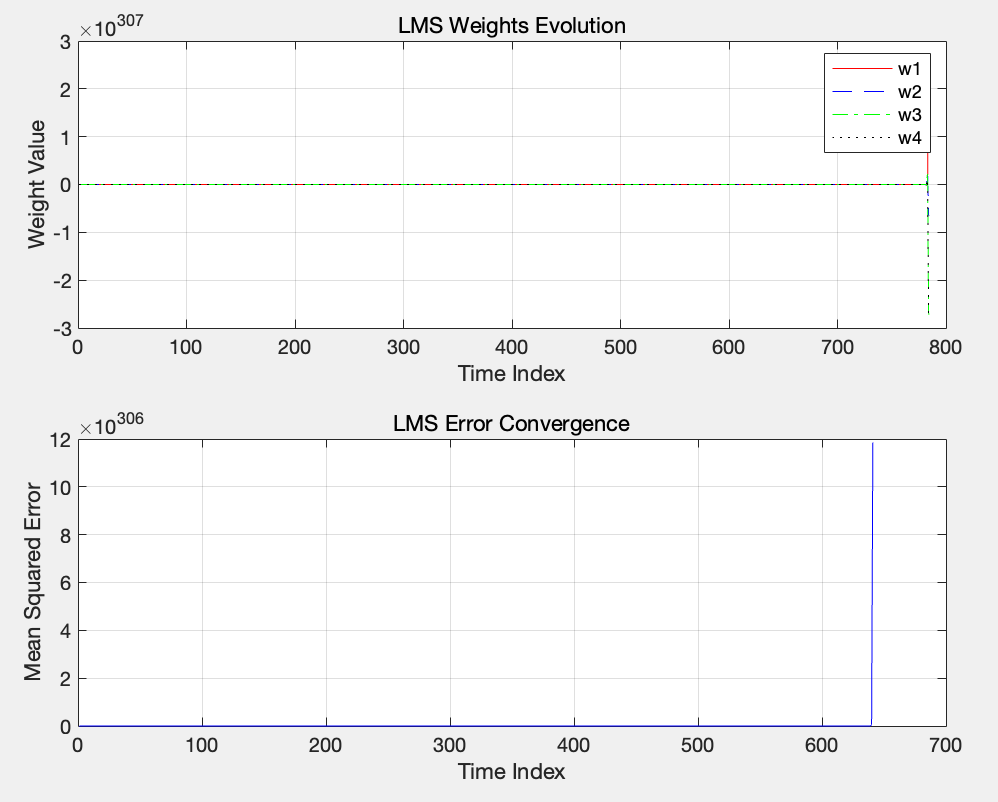 LMS Weights Evolution
×10^307
3
2
1
0
-1
-2
-3
Weight Value
w1
w2
w3
w4
0 100 200 300 400 500 600 700 800
Time Index
LMS Error Convergence
×10^306
12
10
8
6
4
2
0
Mean Squared Error
0 100 200 300 400 500 600 700
Time Index